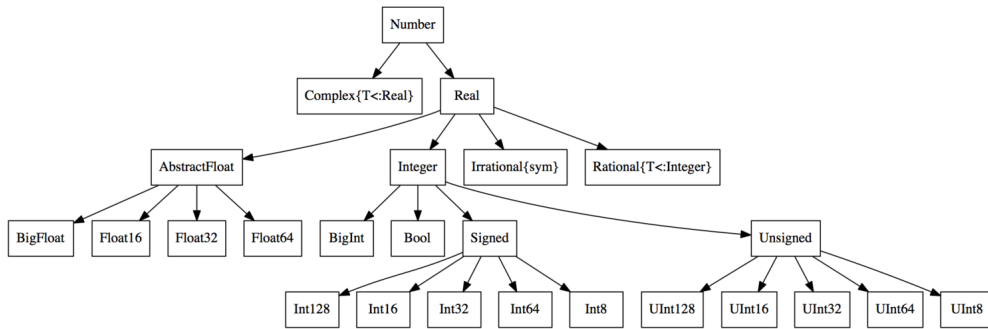 Number
Complex{T<:Real}
Real
AbstractFloat
Integer
Irrational{sym}
Rational{T<:Integer}
BigFloat
Float16
Float32
Float64
BigInt
Bool
Signed
Unsigned
Int128
Int16
Int32
Int64
Int8
UInt128
UInt16
UInt32
UInt64
UInt8